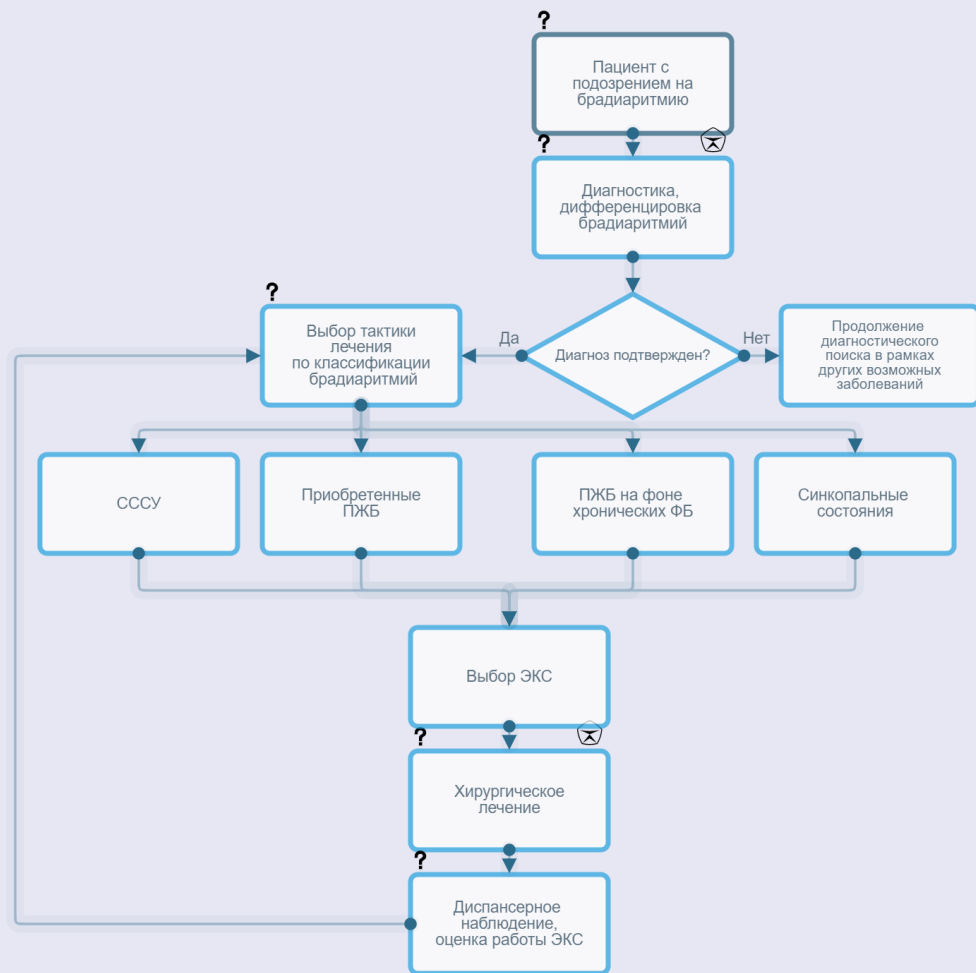 ?
Пациент с
подозрением на
брадиаритмию
?
Диагностика,
дифференцировка
брадиаритмий
?
Выбор тактики
лечения
по классификации
брадиаритмий
Да
Диагноз подтвержден?
Нет
Продолжение
диагностического
поиска в рамках
других возможных
заболеваний
СССУ
Приобретенные
ПЖБ
ПЖБ на фоне
хронических ФБ
Синкопальные
состояния
Выбор ЭКС
?
Хирургическое
лечение
?
Диспансерное
наблюдение,
оценка работы ЭКС